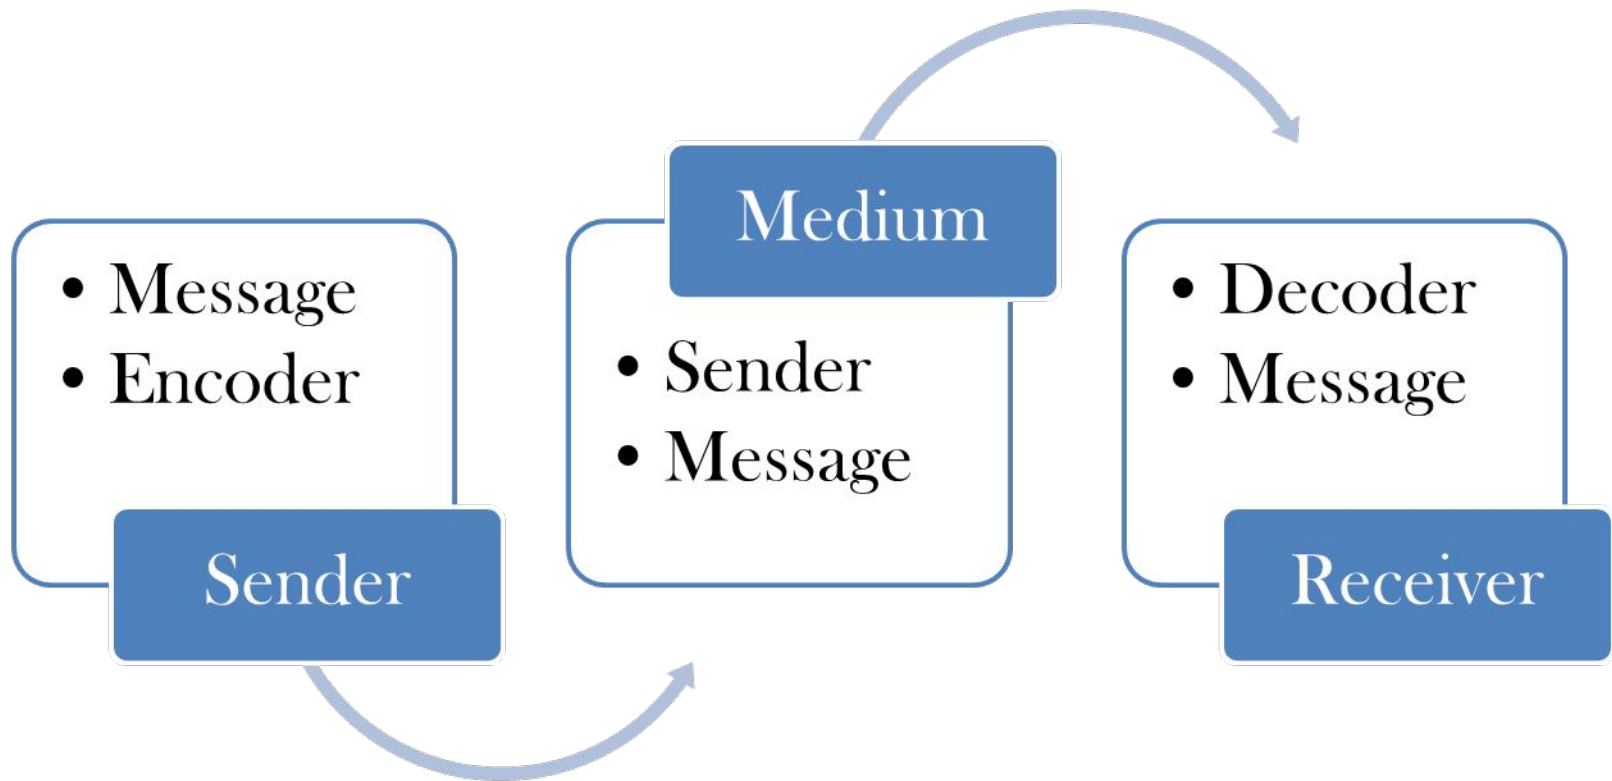 • Message
• Encoder
Sender
Medium
• Sender
• Message
• Decoder
• Message
Receiver